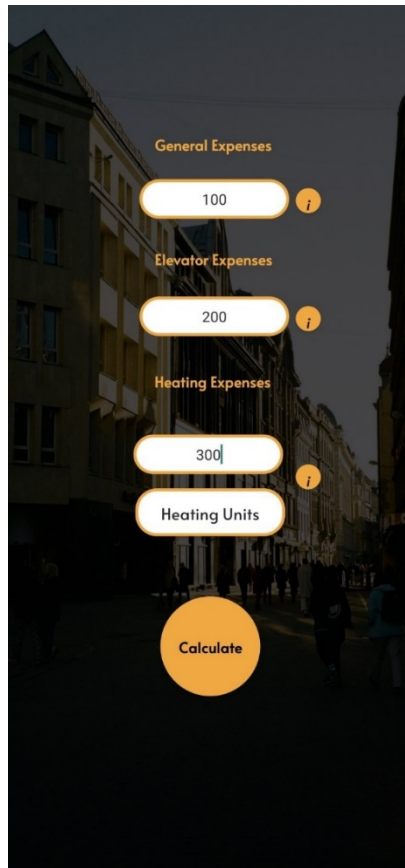 General Expenses
100
i
Elevator Expenses
200
i
Heating Expenses
300
i
Heating Units
Calculate